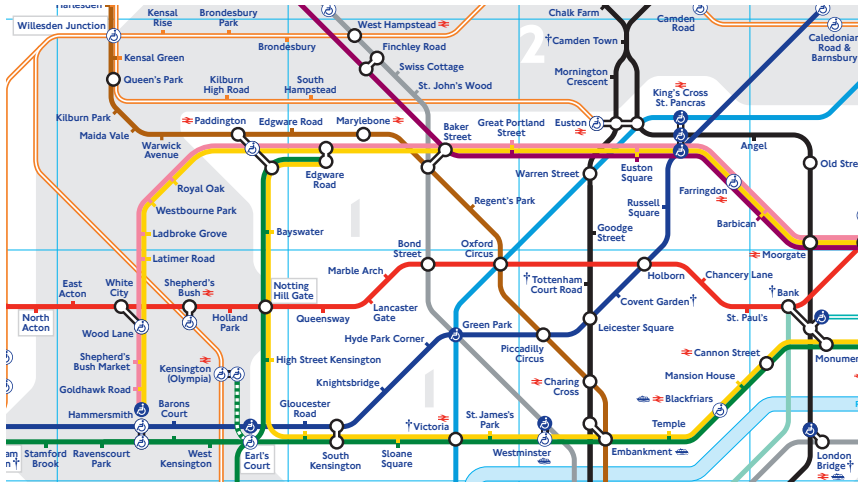 Harlesden
Willesden Junction
Kensal
Rise
Brondesbury
Park
West Hampstead
Chalk Farm
Camden
Road
Caledonian
Road &
Barnsbury
Brondesbury
Finchley Road
2
†Camden Town
Kensal Green
Swiss Cottage
Queen's Park
Kilburn
High Road
South
Hampstead
St. John's Wood
Mornington
Crescent
King's Cross
St. Pancras
Kilburn Park
Paddington
Edgware Road
Marylebone
Baker
Street
Great Portland
Street
Euston
Maida Vale
Warwick
Avenue
Angel
Edgware
Road
Warren Street
Euston
Square
Farringdon
Old Stre
Royal Oak
Westbourne Park
Regent's Park
Russell
Square
Barbican
1
Ladbroke Grove
Bayswater
Goodge
Street
Latimer Road
Bond
Street
Oxford
Circus
Moorgate
Marble Arch
Holborn
Chancery Lane
East
Acton
White
City
Shepherd's
Bush
Notting
Hill Gate
†Tottenham
Court Road
†Bank
North
Acton
Holland
Park
Queensway
Lancaster
Gate
Covent Garden†
St. Paul's
Wood Lane
Green Park
Leicester Square
Hyde Park Corner
Piccadilly
Circus
Shepherd's
Bush Market
Kensington
(Olympia)
High Street Kensington
Cannon Street
Monume
Goldhawk Road
Knightsbridge
1
Charing
Cross
Mansion House
Hammersmith
Barons
Court
Gloucester
Road
†Victoria
St. James's
Park
Blackfriars
Temple
Stamford
Brook
Ravenscourt
Park
West
Kensington
Earl's
Court
South
Kensington
Sloane
Square
Westminster
Embankment
London
Bridge†